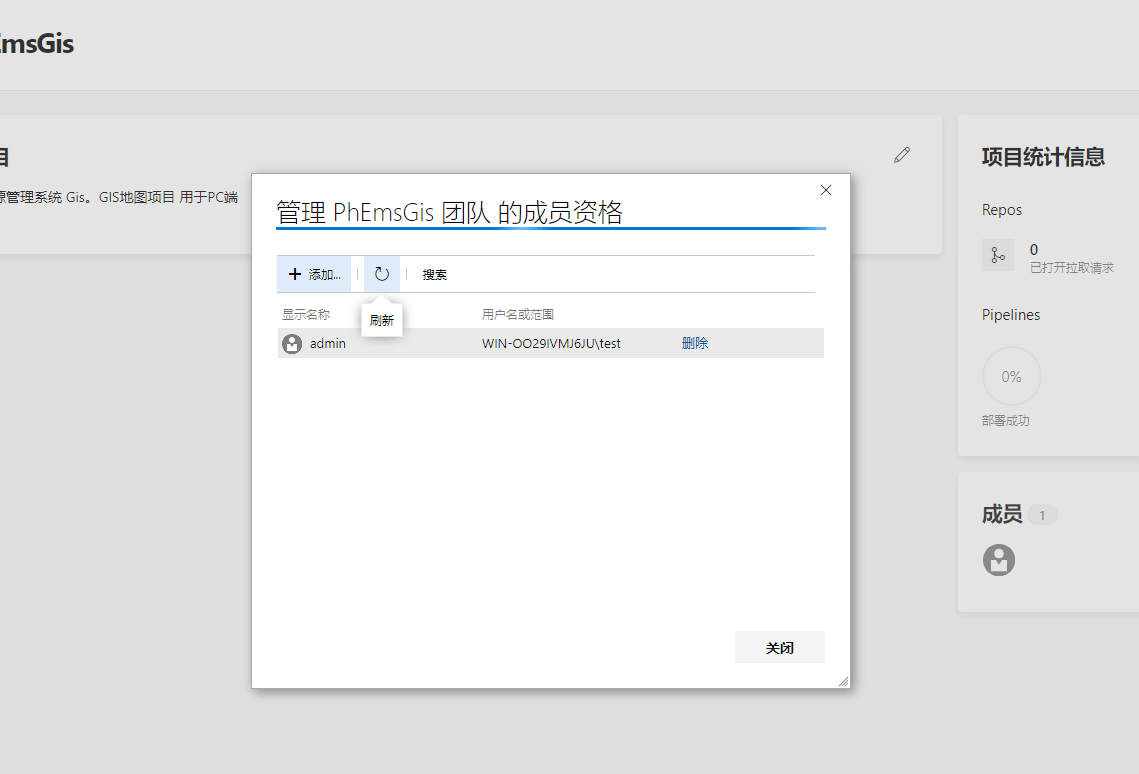 msGis
目
管理系统 Gis。GIS地图项目 用于PC端
管理 PhEmsGis 团队 的成员资格
添加...
搜索
刷新
显示名称
用户名或范围
admin
WIN-OO29IVMJ6JU\test
删除
关闭
项目统计信息
Repos
0
已打开拉取请求
Pipelines
0%
部署成功
成员
1